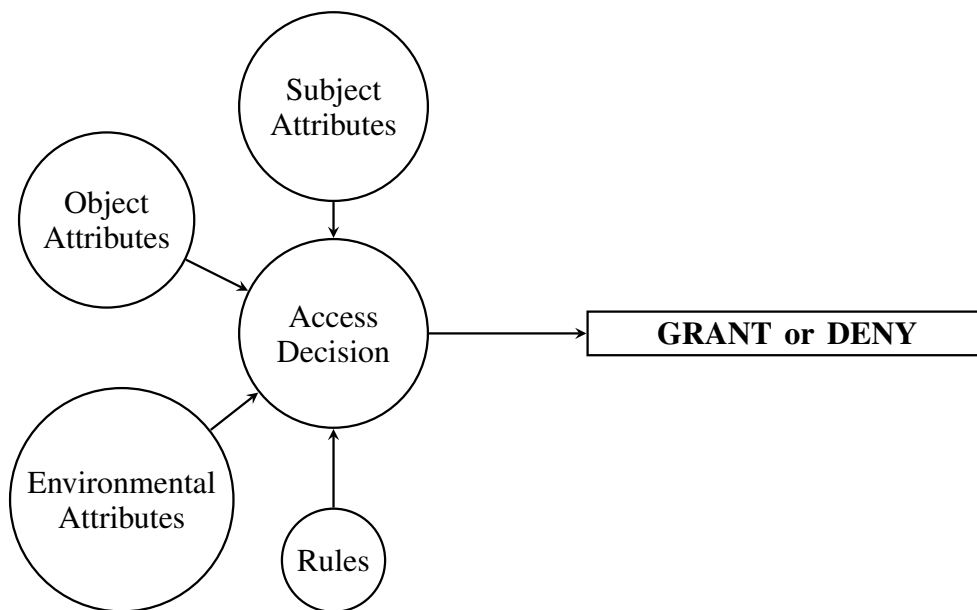 Subject
Attributes
Object
Attributes
Access
Decision
GRANT or DENY
Environmental
Attributes
Rules